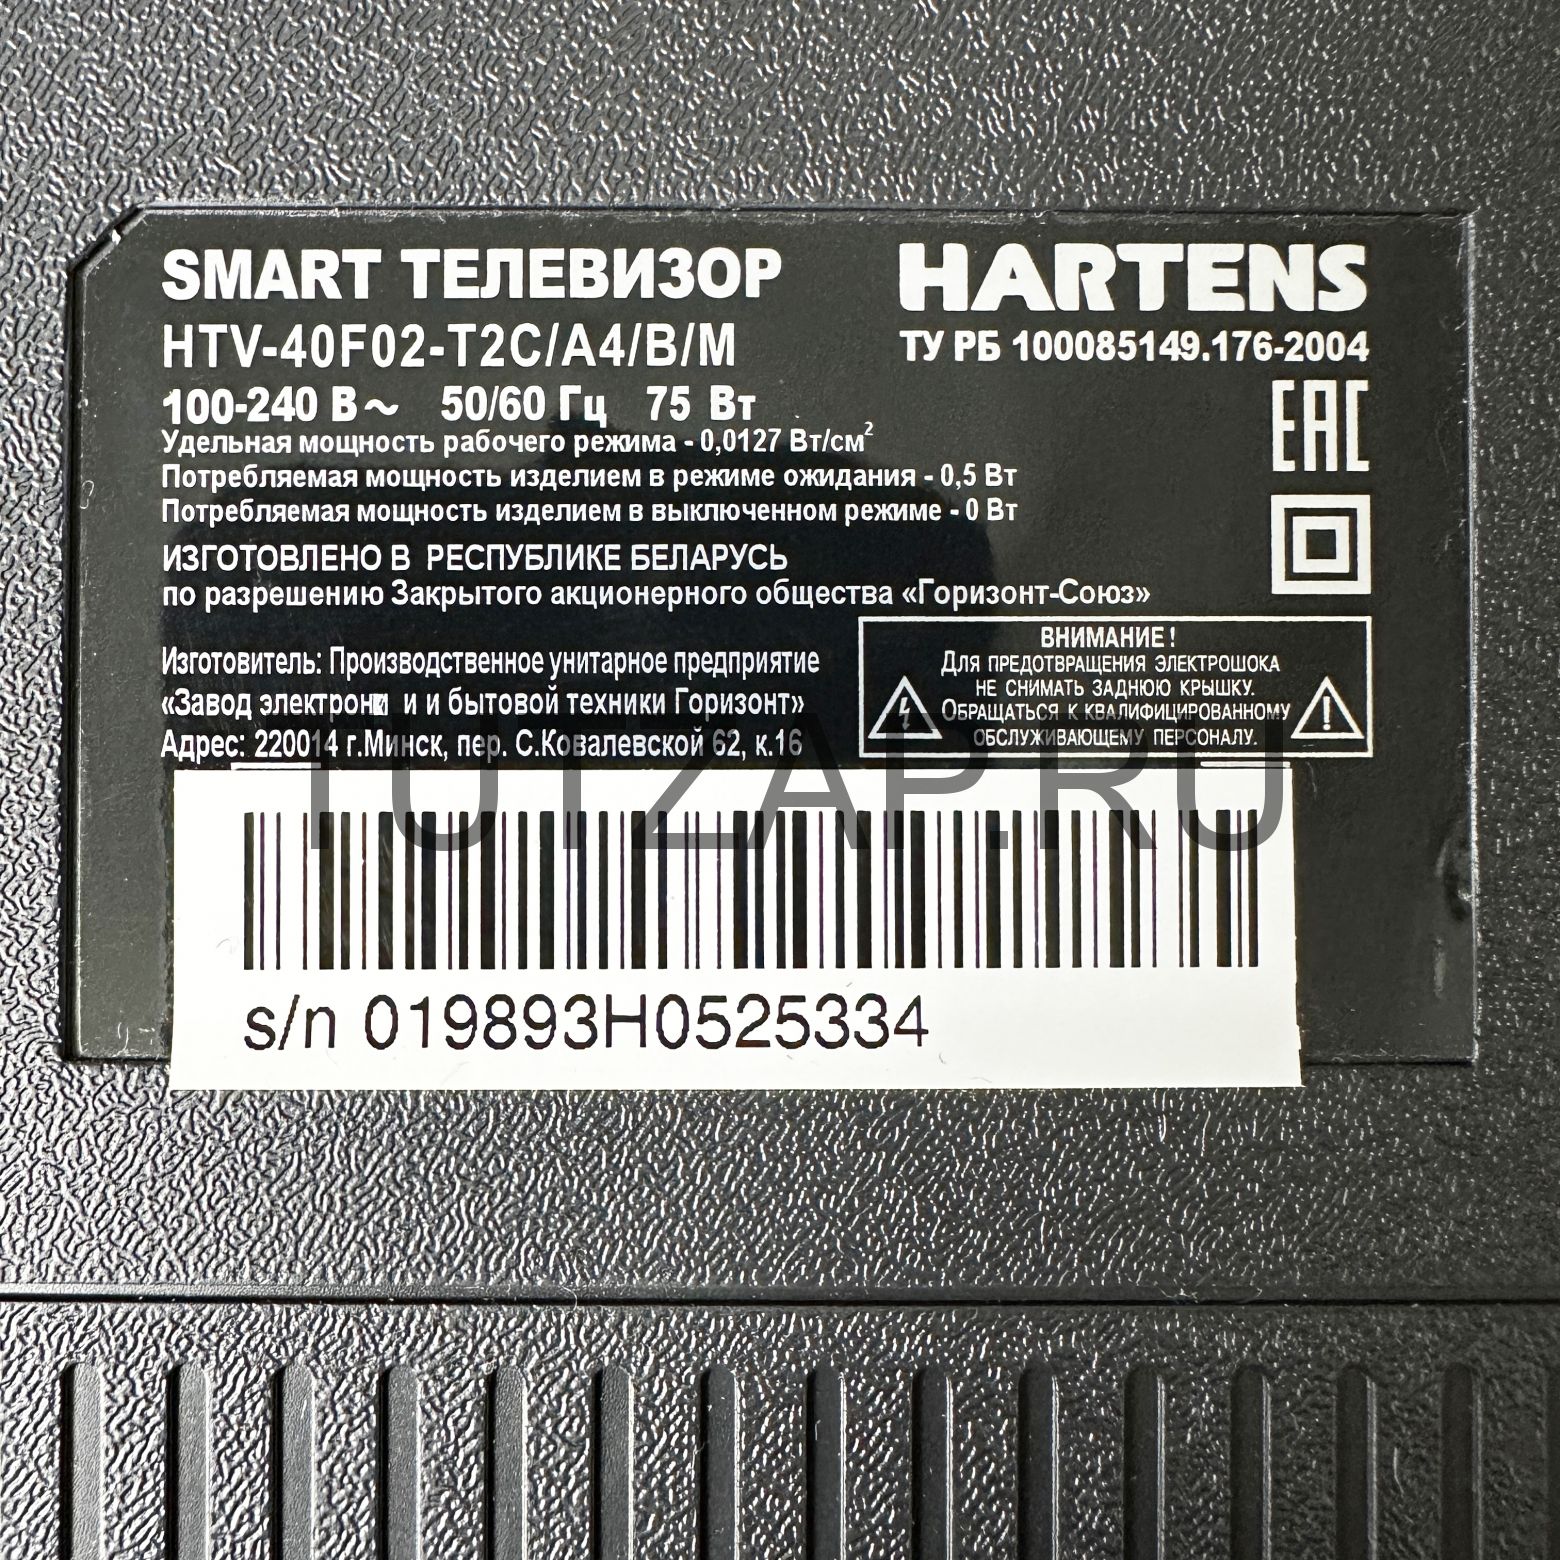 SMART ТЕЛЕВИЗОР
HTV-40F02-T2C/A4/B/M
100-240 В~ 50/60 Гц 75 Вт
HARTENS
ТУ РБ 100085149.176-2004
EAC
Удельная мощность рабочего режима - 0,0127 Вт/см²
Потребляемая мощность изделием в режиме ожидания - 0,5 Вт
Потребляемая мощность изделием в выключенном режиме - 0 Вт
ИЗГОТОВЛЕНО В РЕСПУБЛИКЕ БЕЛАРУСЬ
по разрешению Закрытого акционерного общества «Горизонт-Союз»
Изготовитель: Производственное унитарное предприятие
«Завод электроники и бытовой техники Горизонт»
Адрес: 220014 г.Минск, пер. С.Ковалевской 62, к.16
ВНИМАНИЕ!
Для предотвращения электрошока
не снимать заднюю крышку.
Обращаться к квалифицированному
обслуживающему персоналу.
TUTZAP.RU
s/n 019893H0525334